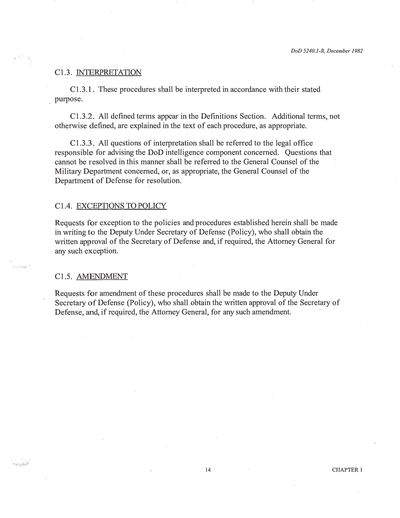 DoD 5240.1-R, December 1982
C1.3. INTERPRETATION
C1.3.1. These procedures shall be interpreted in accordance with their stated
purpose.
C1.3.2. All defined terms appear in the Definitions Section. Additional terms, not
otherwise defined, are explained in the text of each procedure, as appropriate.
C1.3.3. All questions of interpretation shall be referred to the legal office
responsible for advising the DoD intelligence component concerned. Questions that
cannot be resolved in this manner shall be referred to the General Counsel of the
Military Department concerned, or, as appropriate, the General Counsel of the
Department of Defense for resolution.
C1.4. EXCEPTIONS TO POLICY
Requests for exception to the policies and procedures established herein shall be made
in writing to the Deputy Under Secretary of Defense (Policy), who shall obtain the
written approval of the Secretary of Defense and, if required, the Attorney General for
any such exception.
C1.5. AMENDMENT
Requests for amendment of these procedures shall be made to the Deputy Under
Secretary of Defense (Policy), who shall obtain the written approval of the Secretary of
Defense, and, if required, the Attorney General, for any such amendment.
14
CHAPTER 1